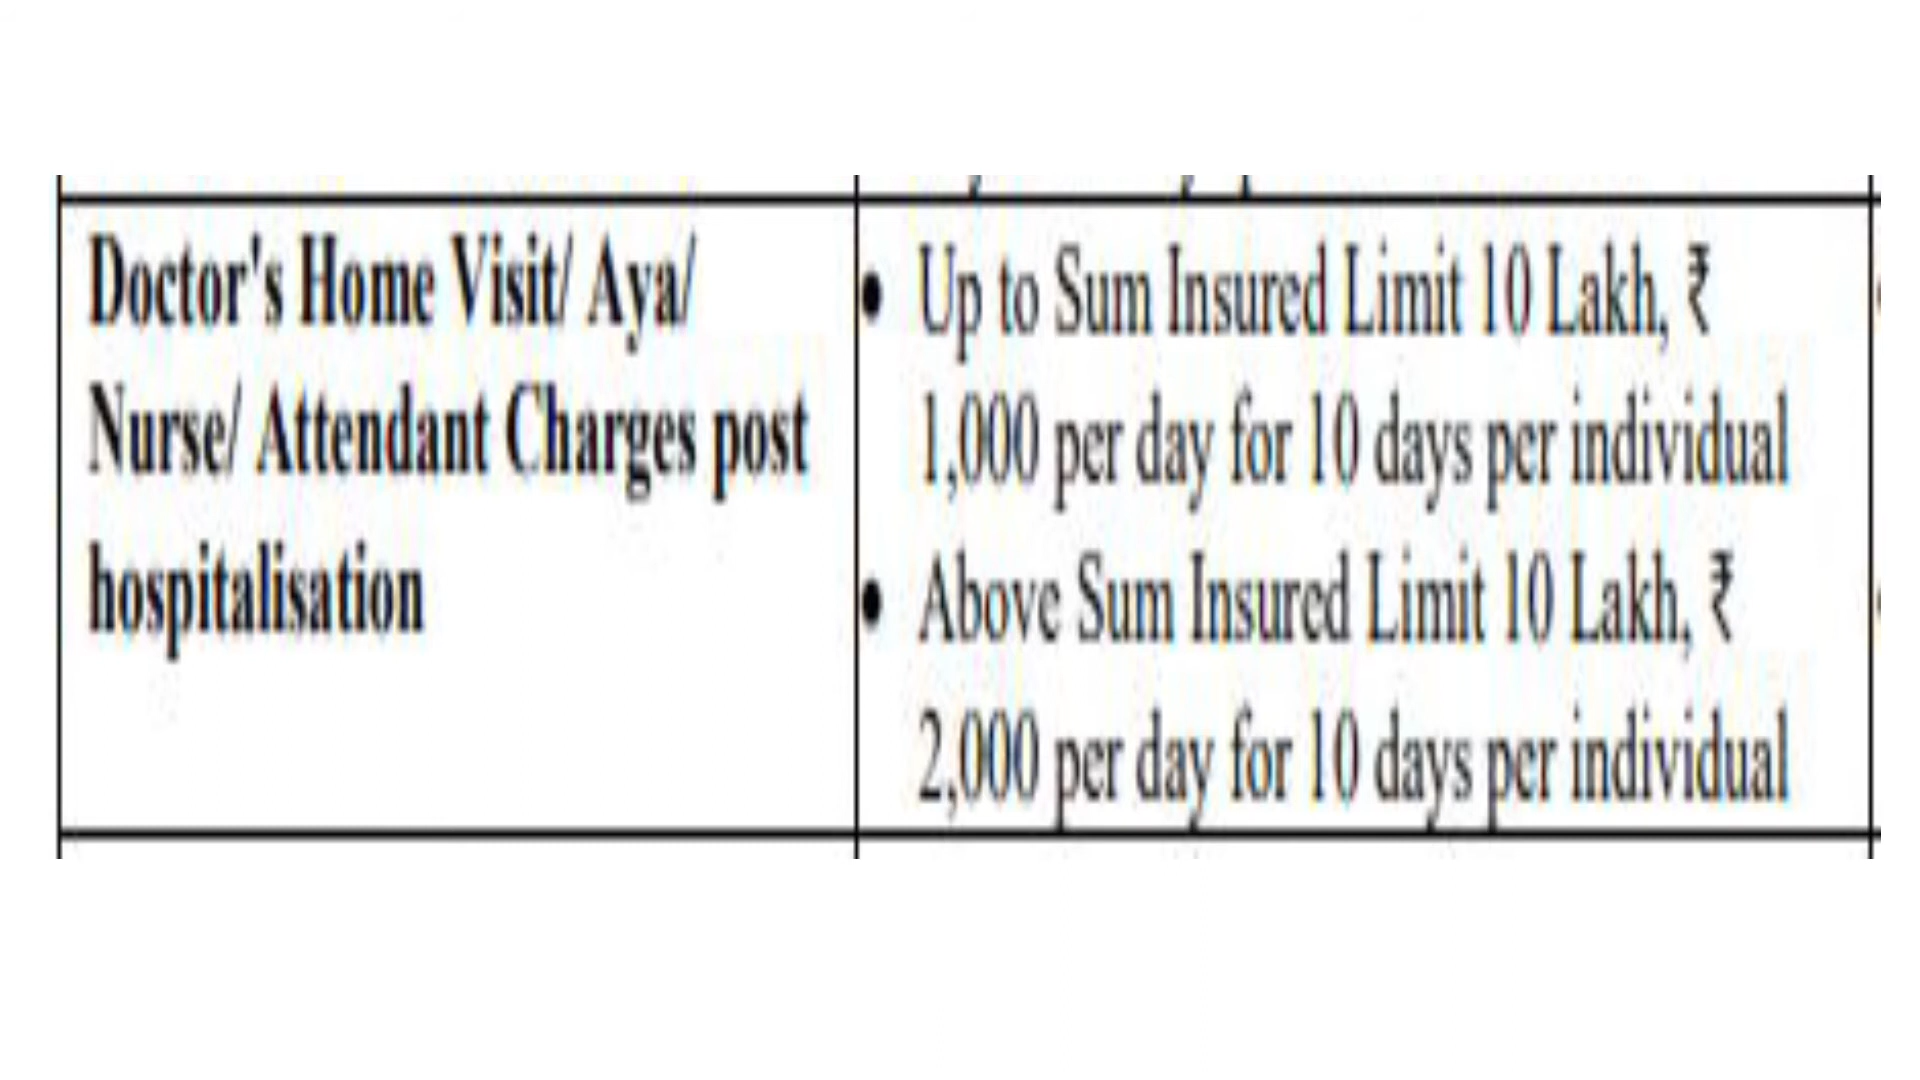 Doctor's Home Visit/ Aya/
Nurse/ Attendant Charges post
hospitalisation
• Up to Sum Insured Limit 10 Lakh, ₹
1,000 per day for 10 days per individual
• Above Sum Insured Limit 10 Lakh, ₹
2,000 per day for 10 days per individual